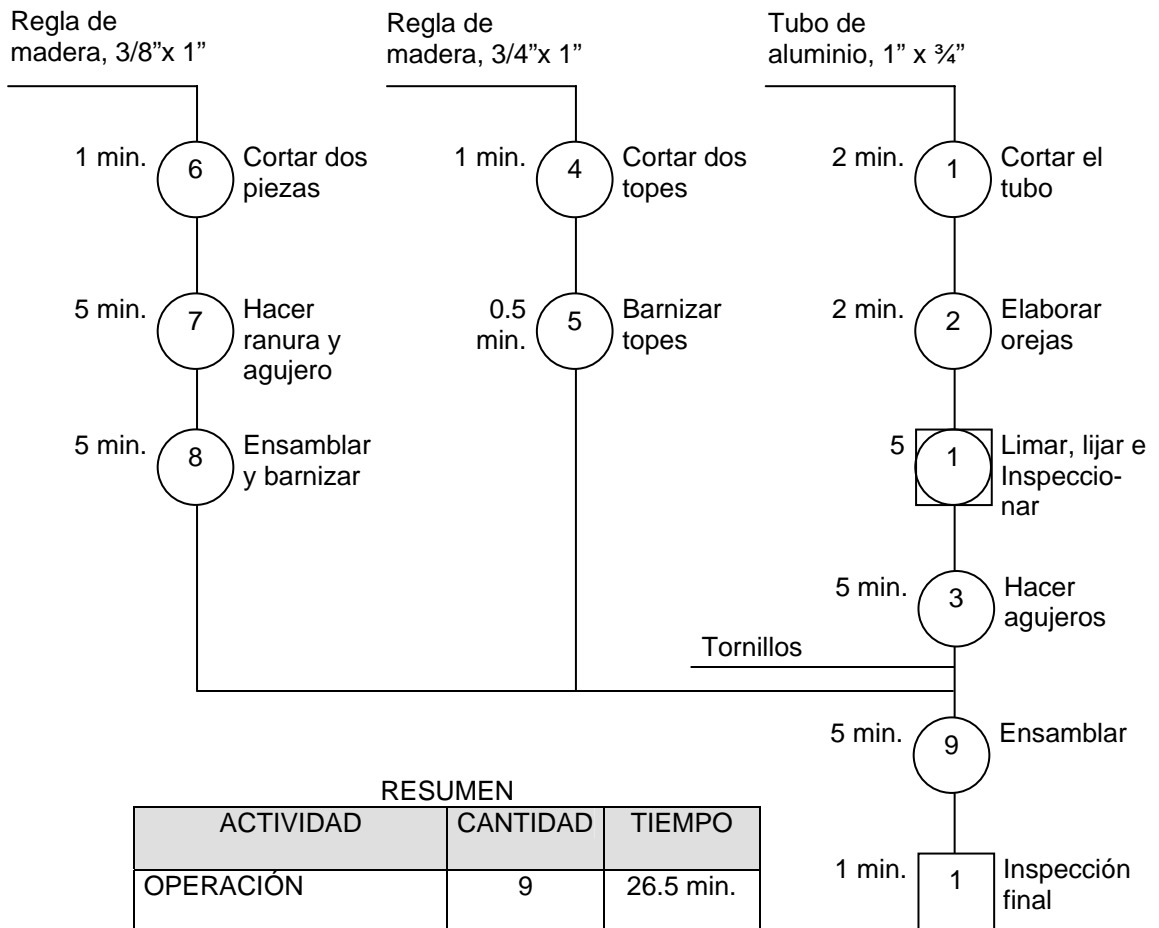 Regla de
madera, 3/8”x 1”
Regla de
madera, 3/4”x 1”
Tubo de
aluminio, 1” x ¾”
1 min.
6
Cortar dos
piezas
1 min.
4
Cortar dos
topes
2 min.
1
Cortar el
tubo
5 min.
7
Hacer
ranura y
agujero
0.5
min.
5
Barnizar
topes
2 min.
2
Elaborar
orejas
5 min.
8
Ensamblar
y barnizar
5
1
Limar, lijar e
Inspeccio-
nar
5 min.
3
Hacer
agujeros
Tornillos
5 min.
9
Ensamblar
RESUMEN
ACTIVIDAD CANTIDAD TIEMPO
OPERACIÓN 9 26.5 min.
1 min.
1
Inspección
final